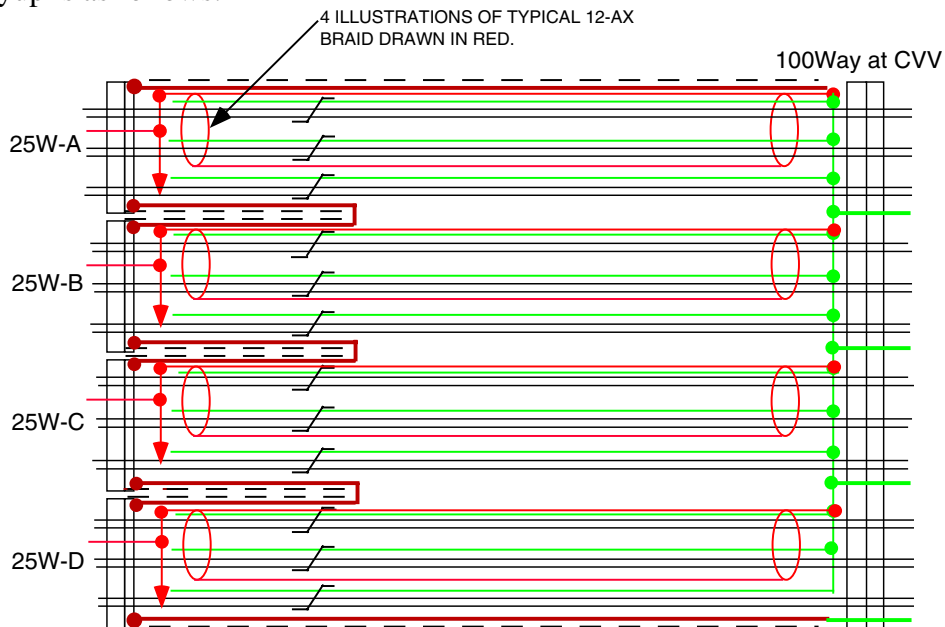 4 ILLUSTRATIONS OF TYPICAL 12-AX
BRAID DRAWN IN RED.
100Way at CVV
25W-A
25W-B
25W-C
25W-D